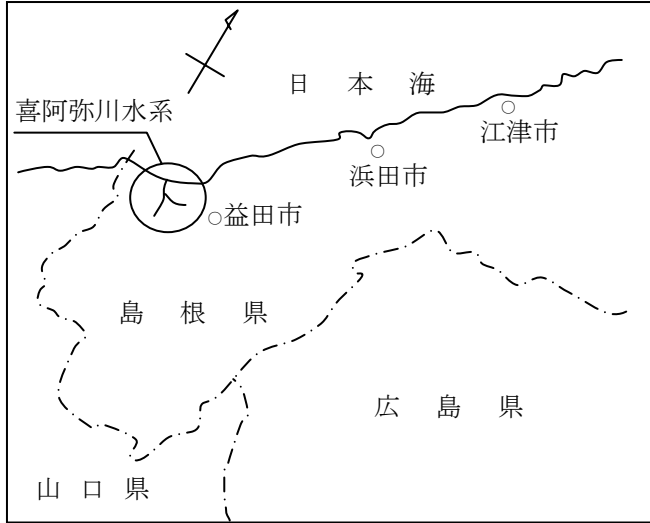 日本海
喜阿弥川水系
江津市
浜田市
益田市
島根県
広島県
山口県